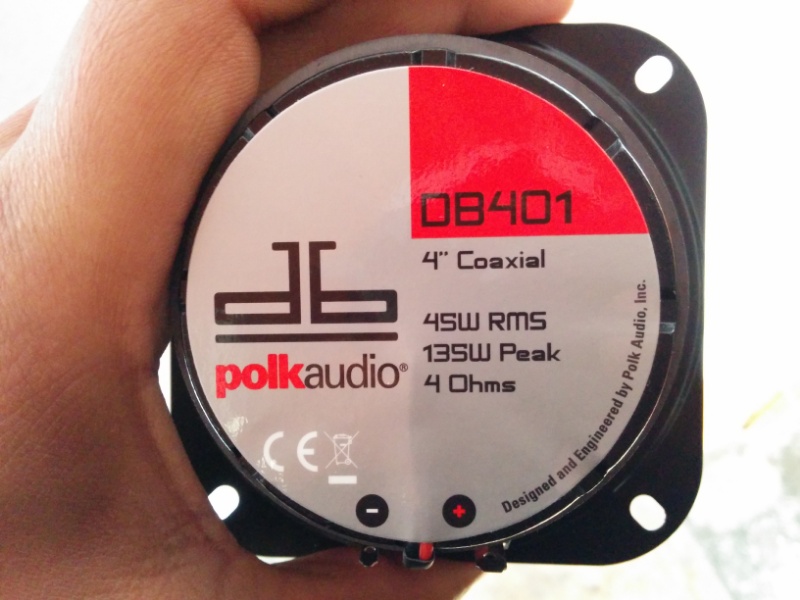 DB401
4" Coaxial
db
polkaudio®
45W RMS
135W Peak
4 Ohms
Designed and Engineered by Polk Audio, Inc.
CE
- +